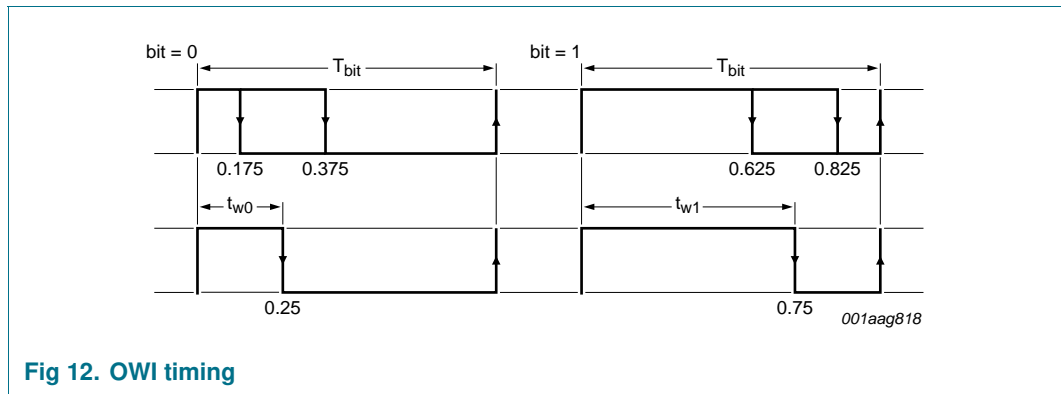 bit = 0
T_bit
bit = 1
T_bit
0.175
0.375
0.625
0.825
t_w0
t_w1
0.25
0.75
001aag818
Fig 12. OWI timing